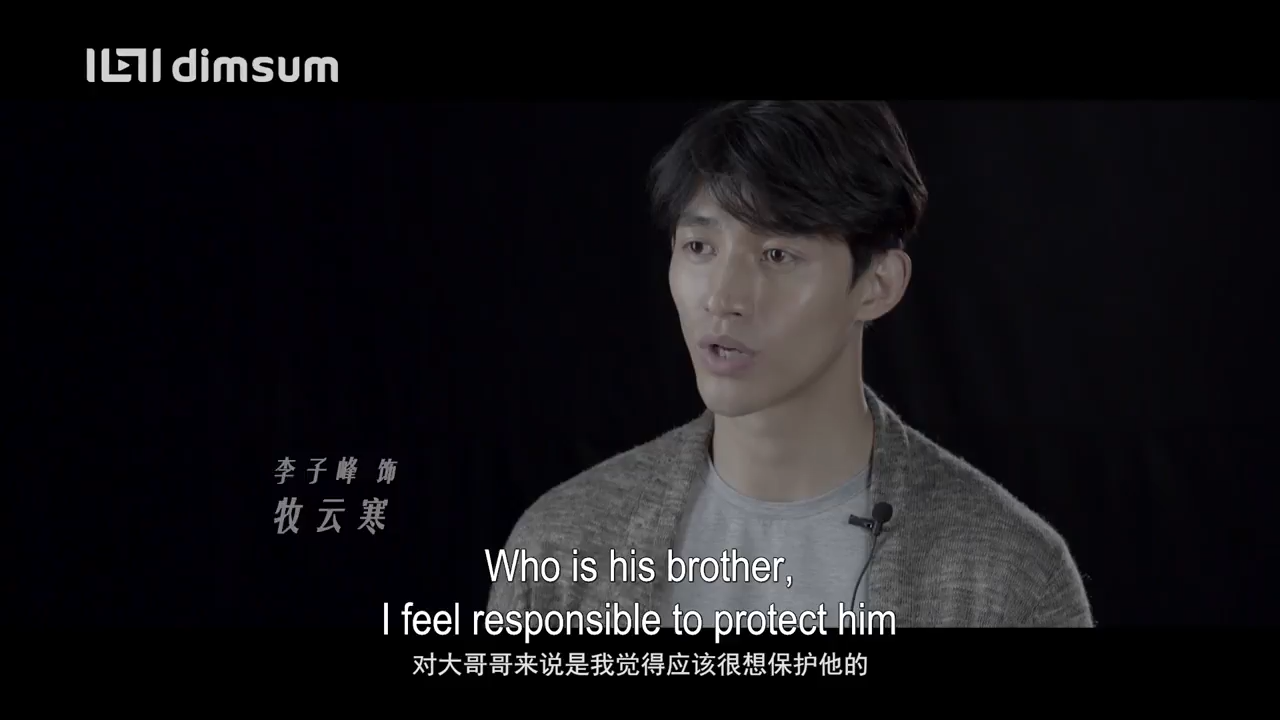 dimsum
李子峰 饰
牧云寒
Who is his brother,
I feel responsible to protect him
对大哥哥来说是我觉得应该很想保护他的